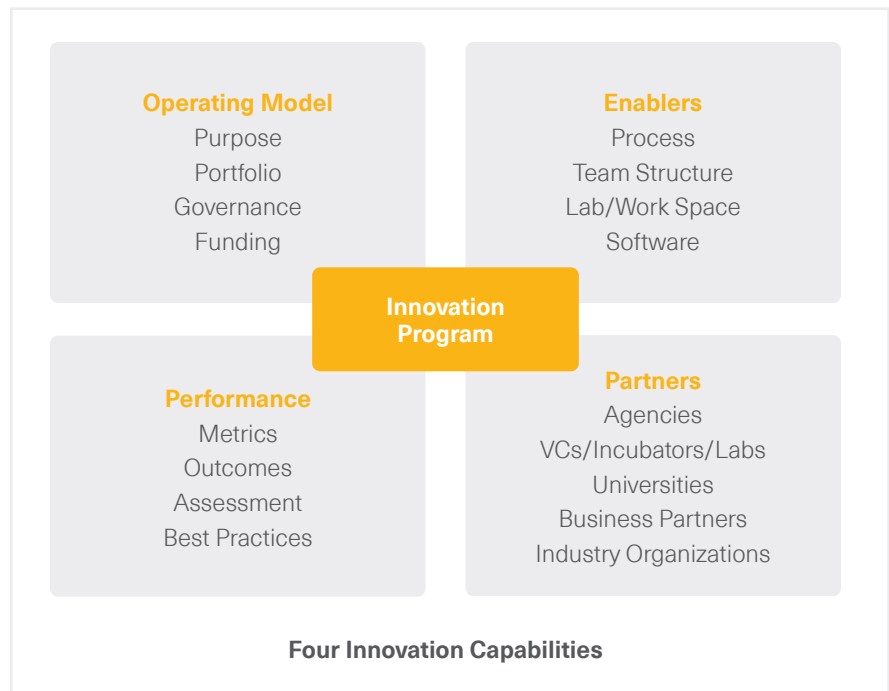 Operating Model
Purpose
Portfolio
Governance
Funding
Enablers
Process
Team Structure
Lab/Work Space
Software
Innovation
Program
Performance
Metrics
Outcomes
Assessment
Best Practices
Partners
Agencies
VCs/Incubators/Labs
Universities
Business Partners
Industry Organizations
Four Innovation Capabilities